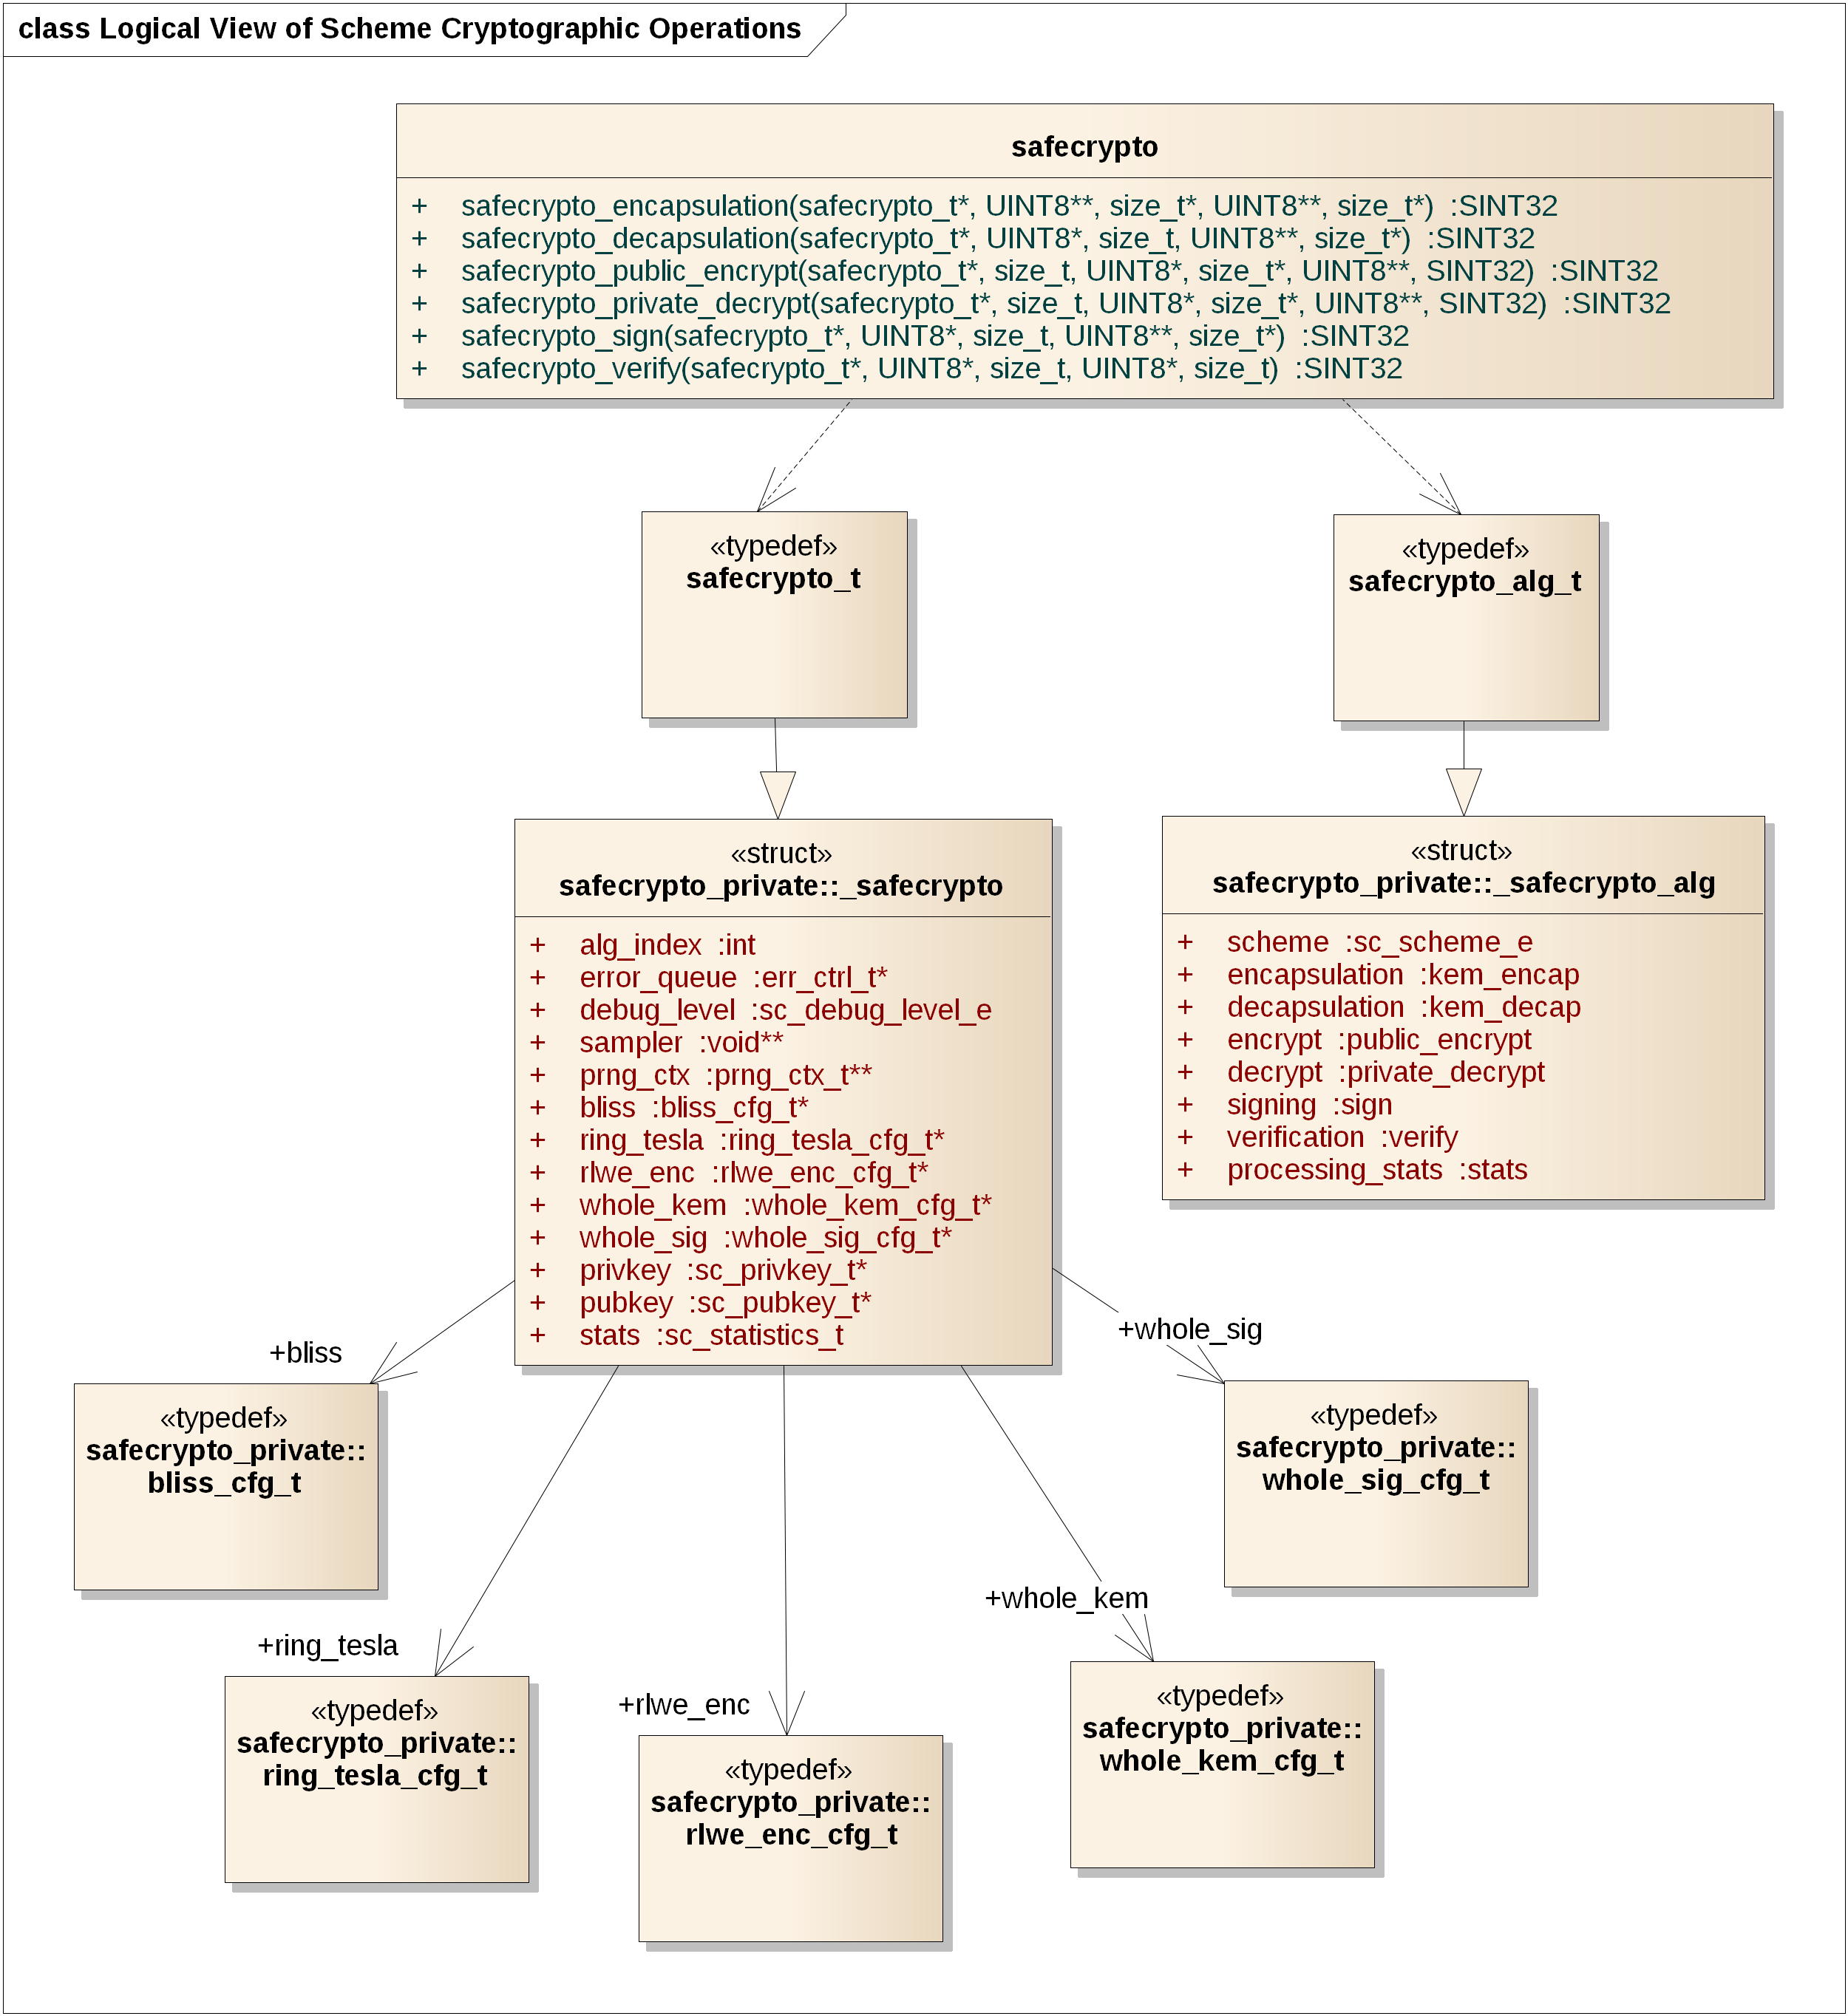 class Logical View of Scheme Cryptographic Operations
safecrypto
+ safecrypto_encapsulation(safecrypto_t*, UINT8**, size_t*, UINT8**, size_t*) :SINT32
+ safecrypto_decapsulation(safecrypto_t*, UINT8*, size_t, UINT8**, size_t*) :SINT32
+ safecrypto_public_encrypt(safecrypto_t*, size_t, UINT8*, size_t*, UINT8**, SINT32) :SINT32
+ safecrypto_private_decrypt(safecrypto_t*, size_t, UINT8*, size_t*, UINT8**, SINT32) :SINT32
+ safecrypto_sign(safecrypto_t*, UINT8*, size_t, UINT8**, size_t*) :SINT32
+ safecrypto_verify(safecrypto_t*, UINT8*, size_t, UINT8*, size_t) :SINT32
«typedef»
safecrypto_t
«typedef»
safecrypto_alg_t
«struct»
safecrypto_private::_safecrypto
+ alg_index :int
+ error_queue :err_ctrl_t*
+ debug_level :sc_debug_level_e
+ sampler :void**
+ prng_ctx :prng_ctx_t**
+ bliss :bliss_cfg_t*
+ ring_tesla :ring_tesla_cfg_t*
+ rlwe_enc :rlwe_enc_cfg_t*
+ whole_kem :whole_kem_cfg_t*
+ whole_sig :whole_sig_cfg_t*
+ privkey :sc_privkey_t*
+ pubkey :sc_pubkey_t*
+ stats :sc_statistics_t
«struct»
safecrypto_private::_safecrypto_alg
+ scheme :sc_scheme_e
+ encapsulation :kem_encap
+ decapsulation :kem_decap
+ encrypt :public_encrypt
+ decrypt :private_decrypt
+ signing :sign
+ verification :verify
+ processing_stats :stats
+bliss
«typedef»
safecrypto_private::
bliss_cfg_t
+whole_sig
«typedef»
safecrypto_private::
whole_sig_cfg_t
+ring_tesla
«typedef»
safecrypto_private::
ring_tesla_cfg_t
+rlwe_enc
«typedef»
safecrypto_private::
rlwe_enc_cfg_t
+whole_kem
«typedef»
safecrypto_private::
whole_kem_cfg_t